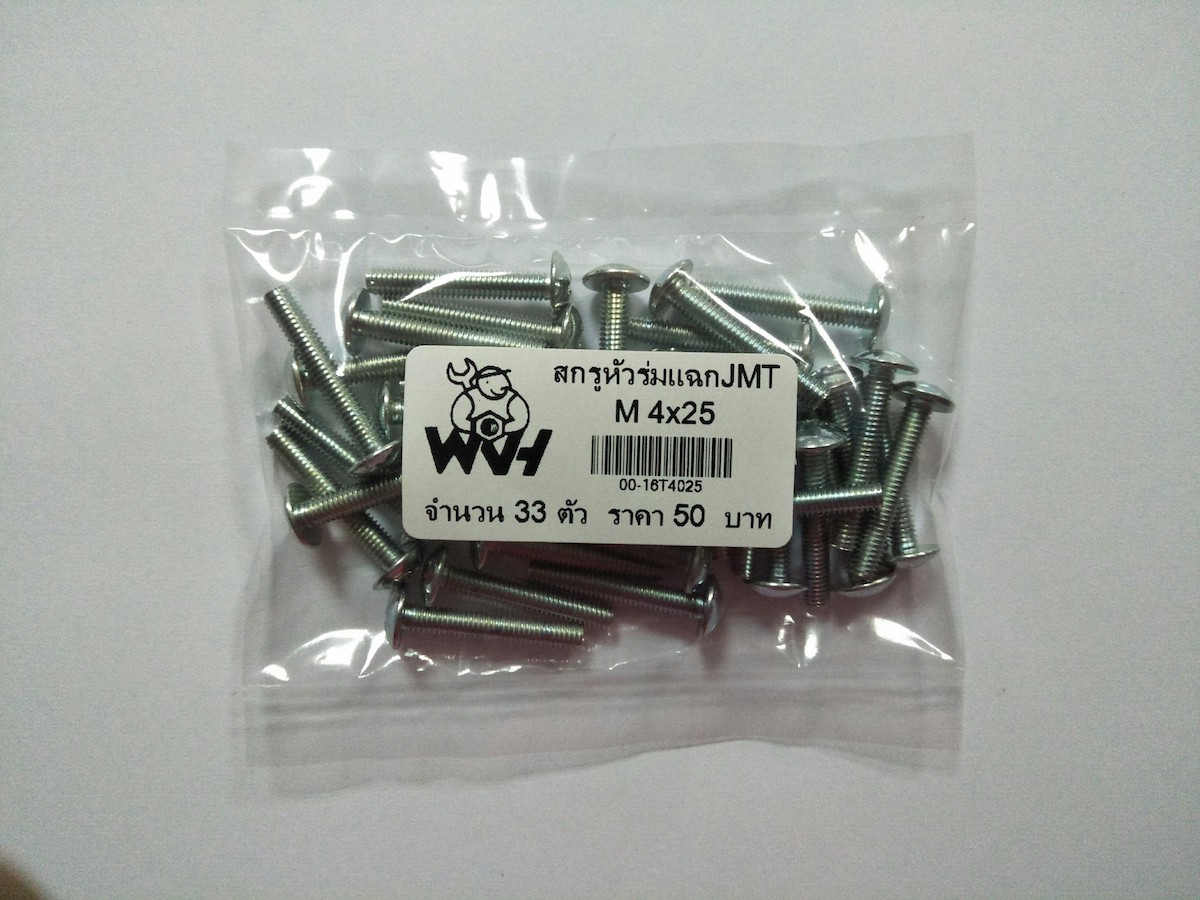 สกรูหัวร่มแฉกJMT
M 4x25
WVH
00-16T4025
จำนวน 33 ตัว ราคา 50 บาท